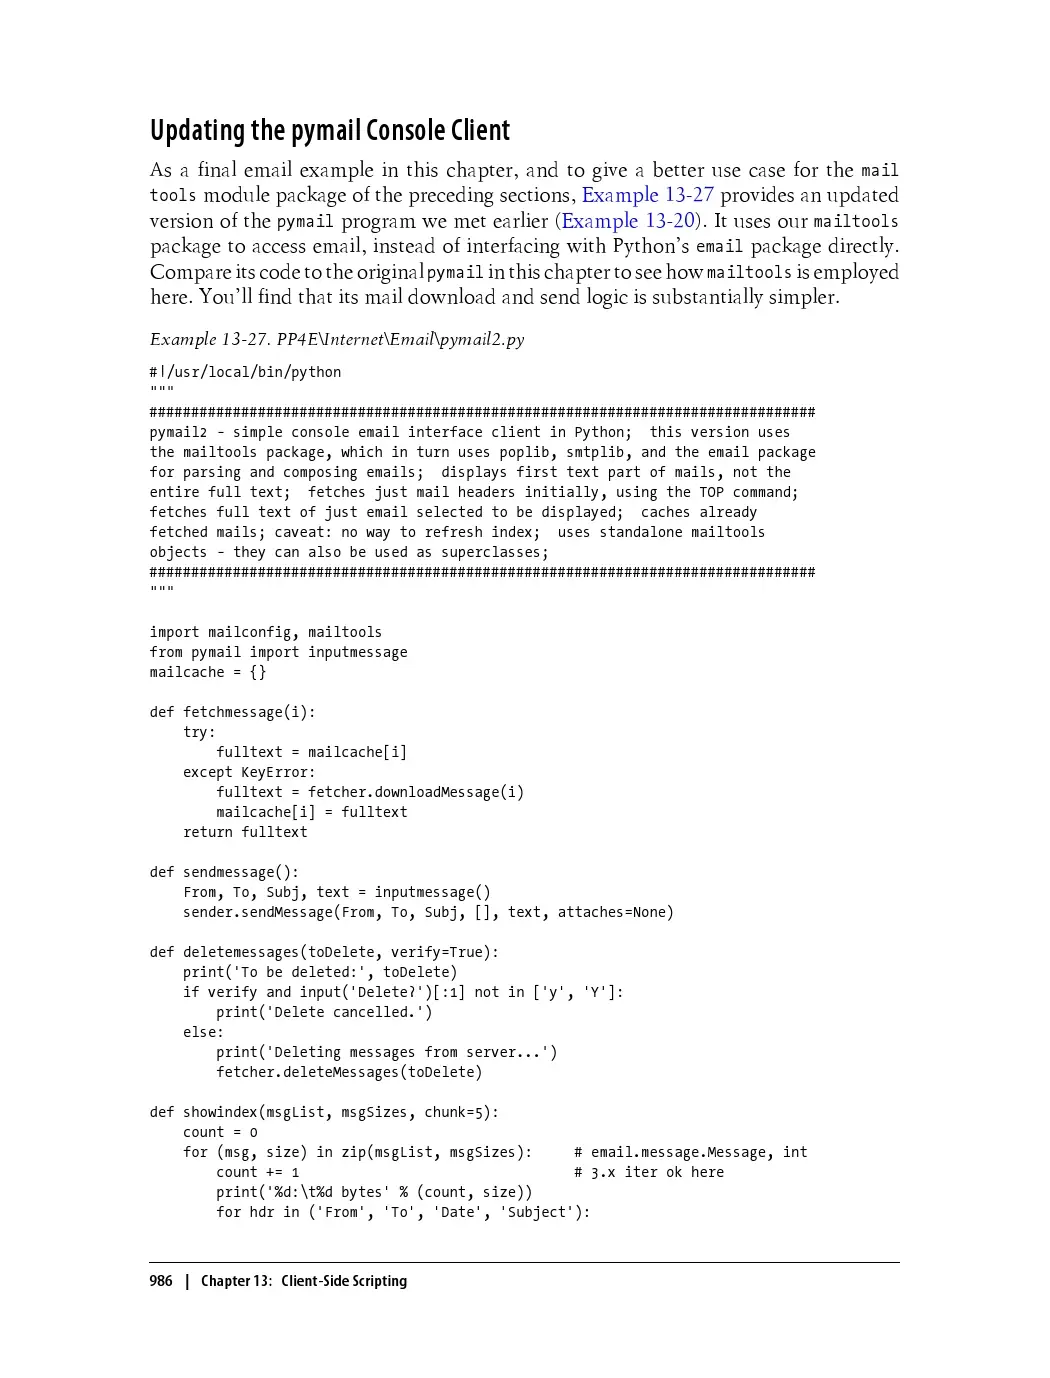 Updating the pymail Console Client
As a final email example in this chapter, and to give a better use case for the mail
tools module package of the preceding sections, Example 13-27 provides an updated
version of the pymail program we met earlier (Example 13-20). It uses our mailtools
package to access email, instead of interfacing with Python’s email package directly.
Compare its code to the original pymail in this chapter to see how mailtools is employed
here. You’ll find that its mail download and send logic is substantially simpler.
Example 13-27. PP4E\Internet\Email\pymail2.py
#!/usr/local/bin/python
"""
################################################################################
pymail2 - simple console email interface client in Python;  this version uses
the mailtools package, which in turn uses poplib, smtplib, and the email package
for parsing and composing emails;  displays first text part of mails, not the
entire full text;  fetches just mail headers initially, using the TOP command;
fetches full text of just email selected to be displayed;  caches already
fetched mails; caveat: no way to refresh index;  uses standalone mailtools
objects - they can also be used as superclasses;
################################################################################
"""
import mailconfig, mailtools
from pymail import inputmessage
mailcache = {}
def fetchmessage(i):
    try:
        fulltext = mailcache[i]
    except KeyError:
        fulltext = fetcher.downloadMessage(i)
        mailcache[i] = fulltext
    return fulltext
def sendmessage():
    From, To, Subj, text = inputmessage()
    sender.sendMessage(From, To, Subj, [], text, attaches=None)
def deletemessages(toDelete, verify=True):
    print('To be deleted:', toDelete)
    if verify and input('Delete?')[:1] not in ['y', 'Y']:
        print('Delete cancelled.')
    else:
        print('Deleting messages from server...')
        fetcher.deleteMessages(toDelete)
def showindex(msgList, msgSizes, chunk=5):
    count = 0
    for (msg, size) in zip(msgList, msgSizes):     # email.message.Message, int
        count += 1                                 # 3.x iter ok here
        print('%d:\t%d bytes' % (count, size))
        for hdr in ('From', 'To', 'Date', 'Subject'):
986 | Chapter 13: Client-Side Scripting